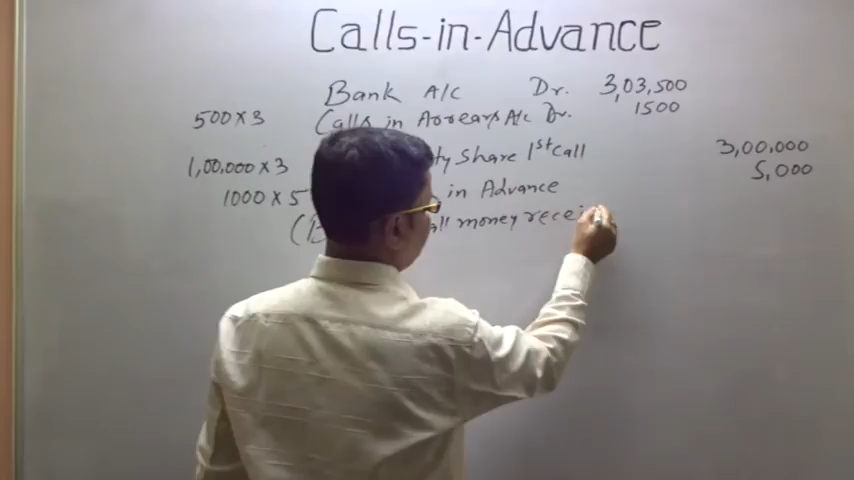 Calls-in-Advance
Bank A/c Dr. 3,03,500
500×3 Calls in Arrears A/c Dr. 1500
1,00,000×3 ty Share 1st Call 3,00,000
1000×5 in Advance 5,000
(B all money recei